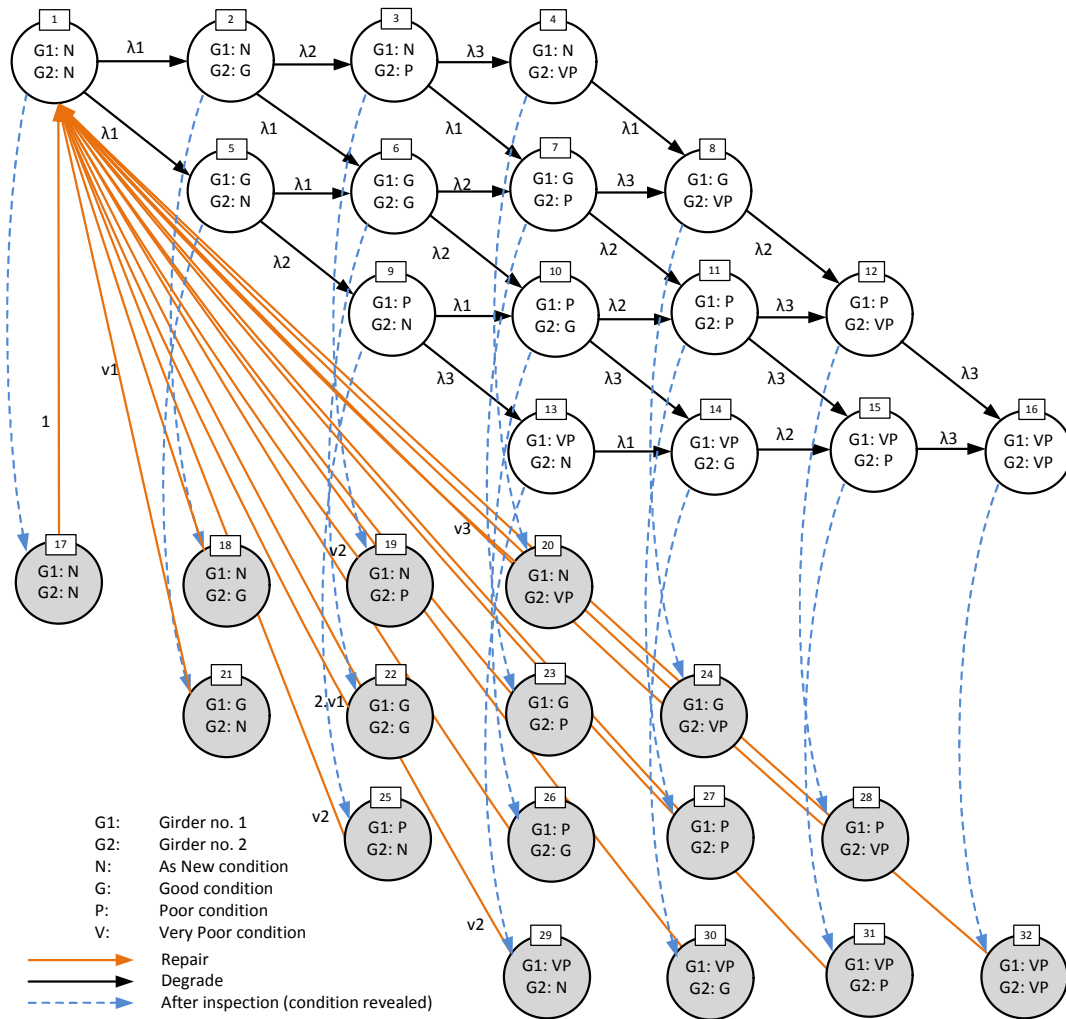 1
2
3
4
G1: N
G2: N
λ1
G1: N
G2: G
λ2
G1: N
G2: P
λ3
G1: N
G2: VP
λ1
λ1
λ1
λ1
5
6
7
8
G1: G
G2: N
λ1
G1: G
G2: G
λ2
G1: G
G2: P
λ3
G1: G
G2: VP
λ2
λ2
λ2
λ2
9
10
11
12
G1: P
G2: N
λ1
G1: P
G2: G
λ2
G1: P
G2: P
λ3
G1: P
G2: VP
v1
λ3
λ3
λ3
λ3
13
14
15
16
1
G1: VP
G2: N
λ1
G1: VP
G2: G
λ2
G1: VP
G2: P
λ3
G1: VP
G2: VP
17
18
v2
19
v3
20
G1: N
G2: N
G1: N
G2: G
G1: N
G2: P
G1: N
G2: VP
21
22
23
24
G1: G
G2: N
2.v1
G1: G
G2: G
G1: G
G2: P
G1: G
G2: VP
25
26
27
28
v2
G1: P
G2: N
G1: P
G2: G
G1: P
G2: P
G1: P
G2: VP
v2
29
30
31
32
G1: VP
G2: N
G1: VP
G2: G
G1: VP
G2: P
G1: VP
G2: VP
G1: Girder no. 1
G2: Girder no. 2
N: As New condition
G: Good condition
P: Poor condition
V: Very Poor condition
Repair
Degrade
After inspection (condition revealed)